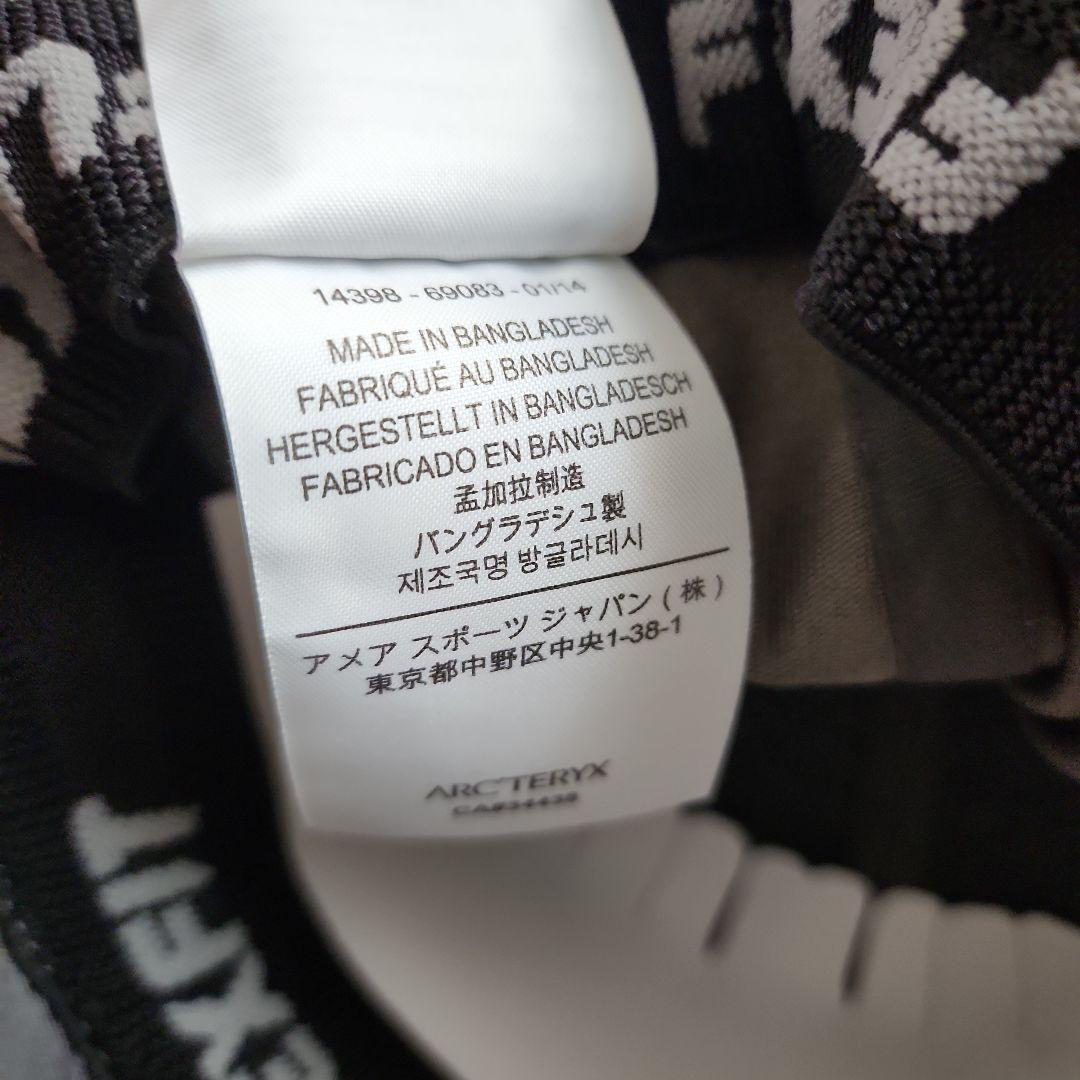 14398 - 69083 - 01/14
MADE IN BANGLADESH
FABRIQUÉ AU BANGLADESH
HERGESTELLT IN BANGLADESCH
FABRICADO EN BANGLADESH
孟加拉制造
バングラデシュ製
제조국명 방글라데시
アメア スポーツ ジャパン ( 株 )
東京都中野区中央1-38-1
ARC'TERYX